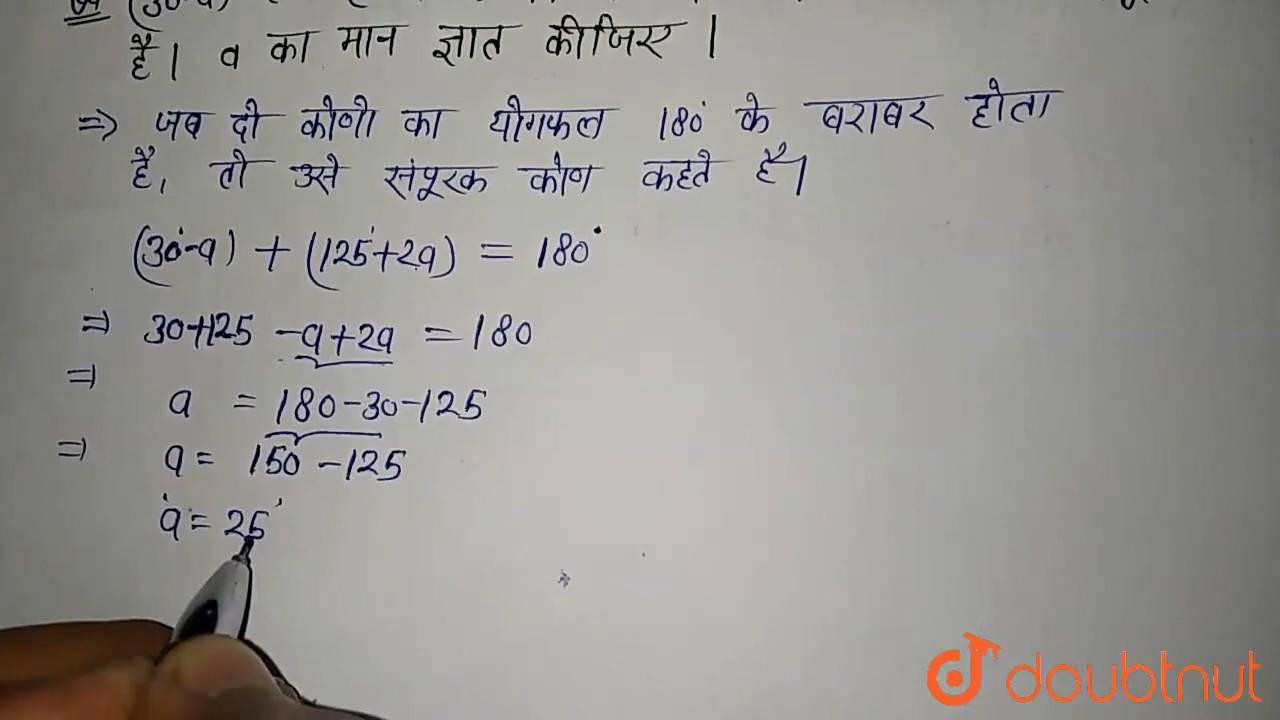 (30-a)
है। a का मान ज्ञात कीजिए।
⇒ जब दो कोणो का योगफल 180° के बराबर होता
है, तो उसे संपूरक कोण कहते है।
(30°-a) + (125°+2a) = 180°
⇒ 30+125 -a+2a = 180
⇒
a = 180-30-125
⇒ a = 150-125
a = 25°
doubtnut